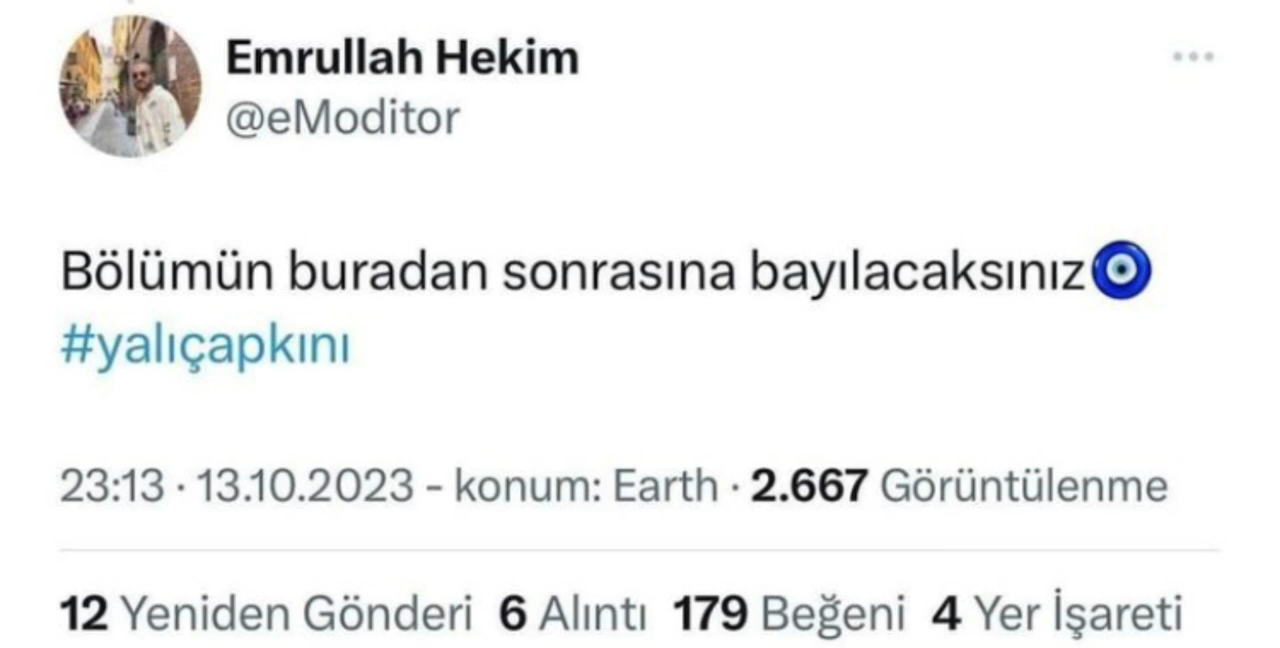 Emrullah Hekim
@eModitor
Bölümün buradan sonrasına bayılacaksınız🧿
#yalıçapkını
23:13 · 13.10.2023 - konum: Earth · 2.667 Görüntülenme
12 Yeniden Gönderi 6 Alıntı 179 Beğeni 4 Yer İşareti